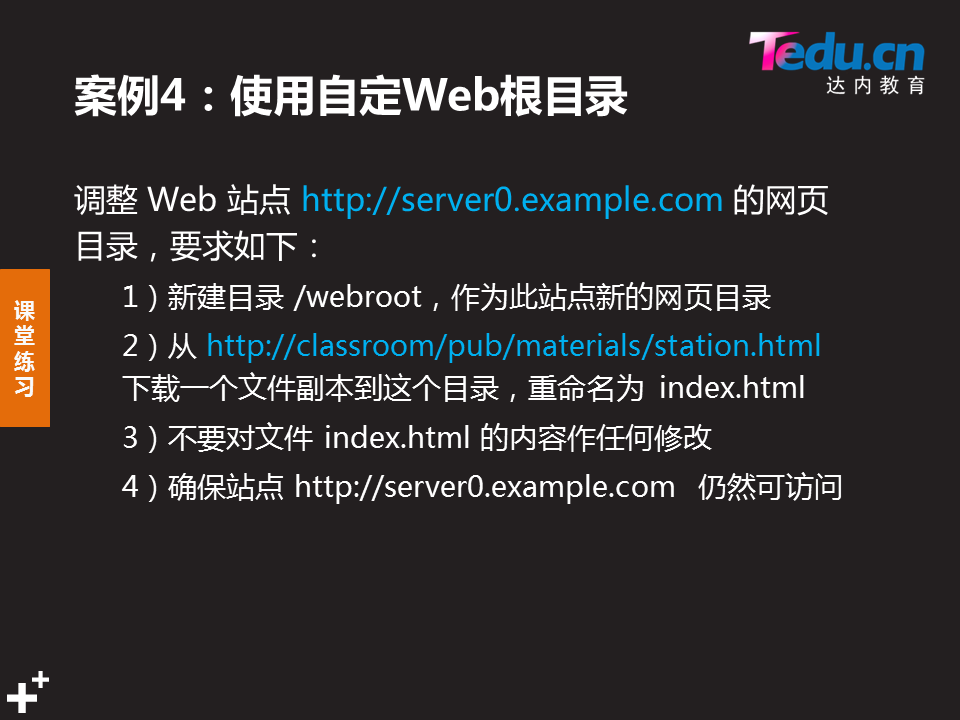 Tedu.cn
达内教育
案例4：使用自定Web根目录
调整 Web 站点 http://server0.example.com 的网页
目录，要求如下：
1）新建目录 /webroot，作为此站点新的网页目录
2）从 http://classroom/pub/materials/station.html
下载一个文件副本到这个目录，重命名为 index.html
3）不要对文件 index.html 的内容作任何修改
4）确保站点 http://server0.example.com 仍然可访问
课
堂
练
习